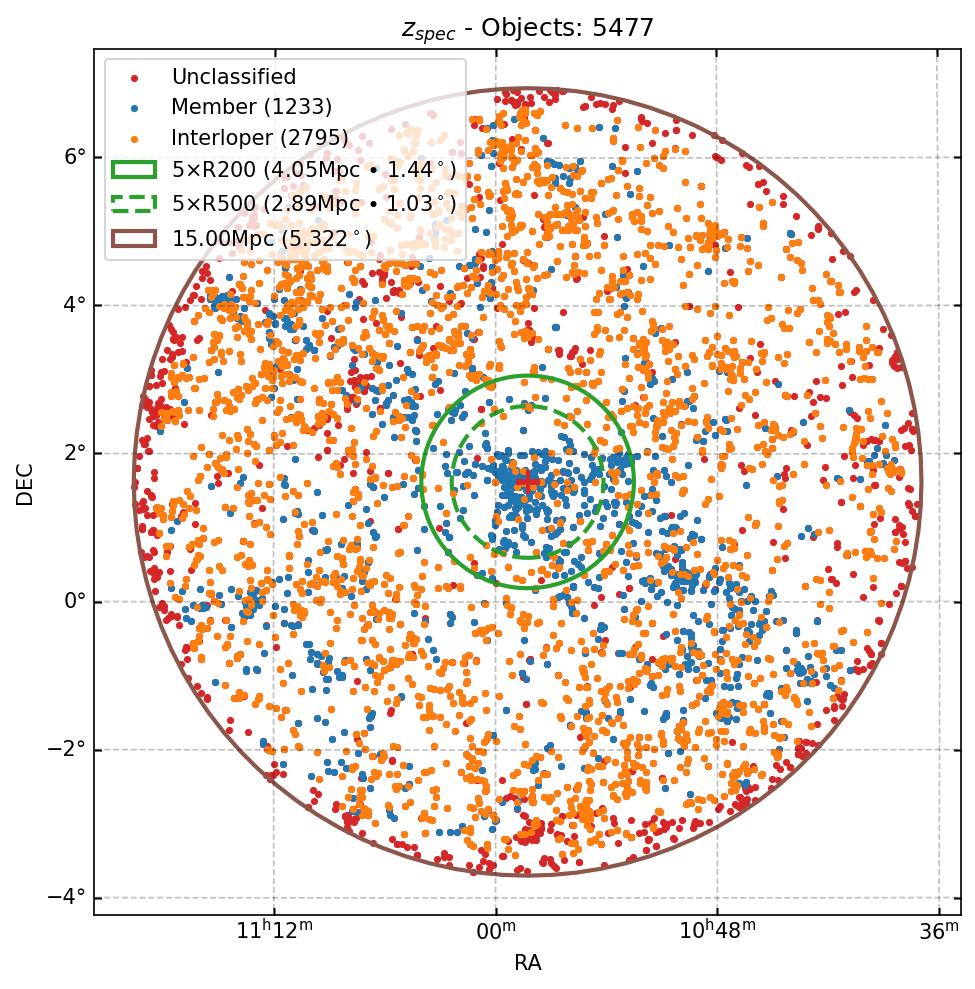 z_spec - Objects: 5477
Unclassified
Member (1233)
Interloper (2795)
5×R200 (4.05Mpc • 1.44°)
5×R500 (2.89Mpc • 1.03°)
15.00Mpc (5.322°)
6°
4°
2°
0°
−2°
−4°
DEC
11ʰ12ᵐ 00ᵐ 10ʰ48ᵐ 36ᵐ
RA